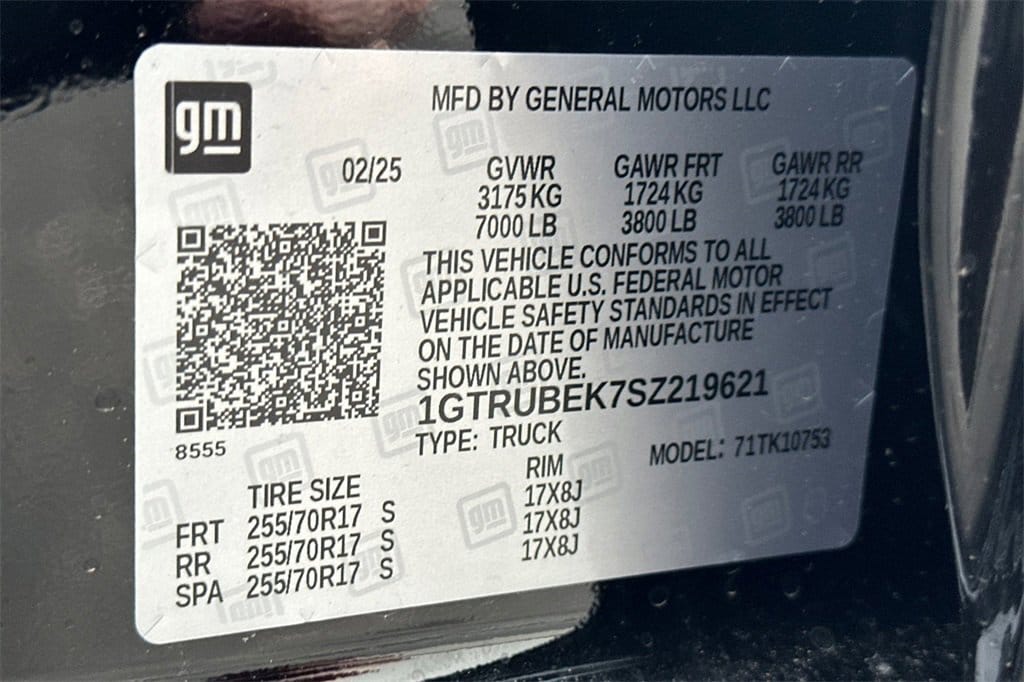 gm
MFD BY GENERAL MOTORS LLC
02/25
GVWR GAWR FRT GAWR RR
3175 KG 1724 KG 1724 KG
7000 LB 3800 LB 3800 LB
THIS VEHICLE CONFORMS TO ALL
APPLICABLE U.S. FEDERAL MOTOR
VEHICLE SAFETY STANDARDS IN EFFECT
ON THE DATE OF MANUFACTURE
SHOWN ABOVE.
1GTRUBEK7SZ219621
8555
TYPE: TRUCK MODEL: 71TK10753
TIRE SIZE RIM
FRT 255/70R17 S 17X8J
RR 255/70R17 S 17X8J
SPA 255/70R17 S 17X8J